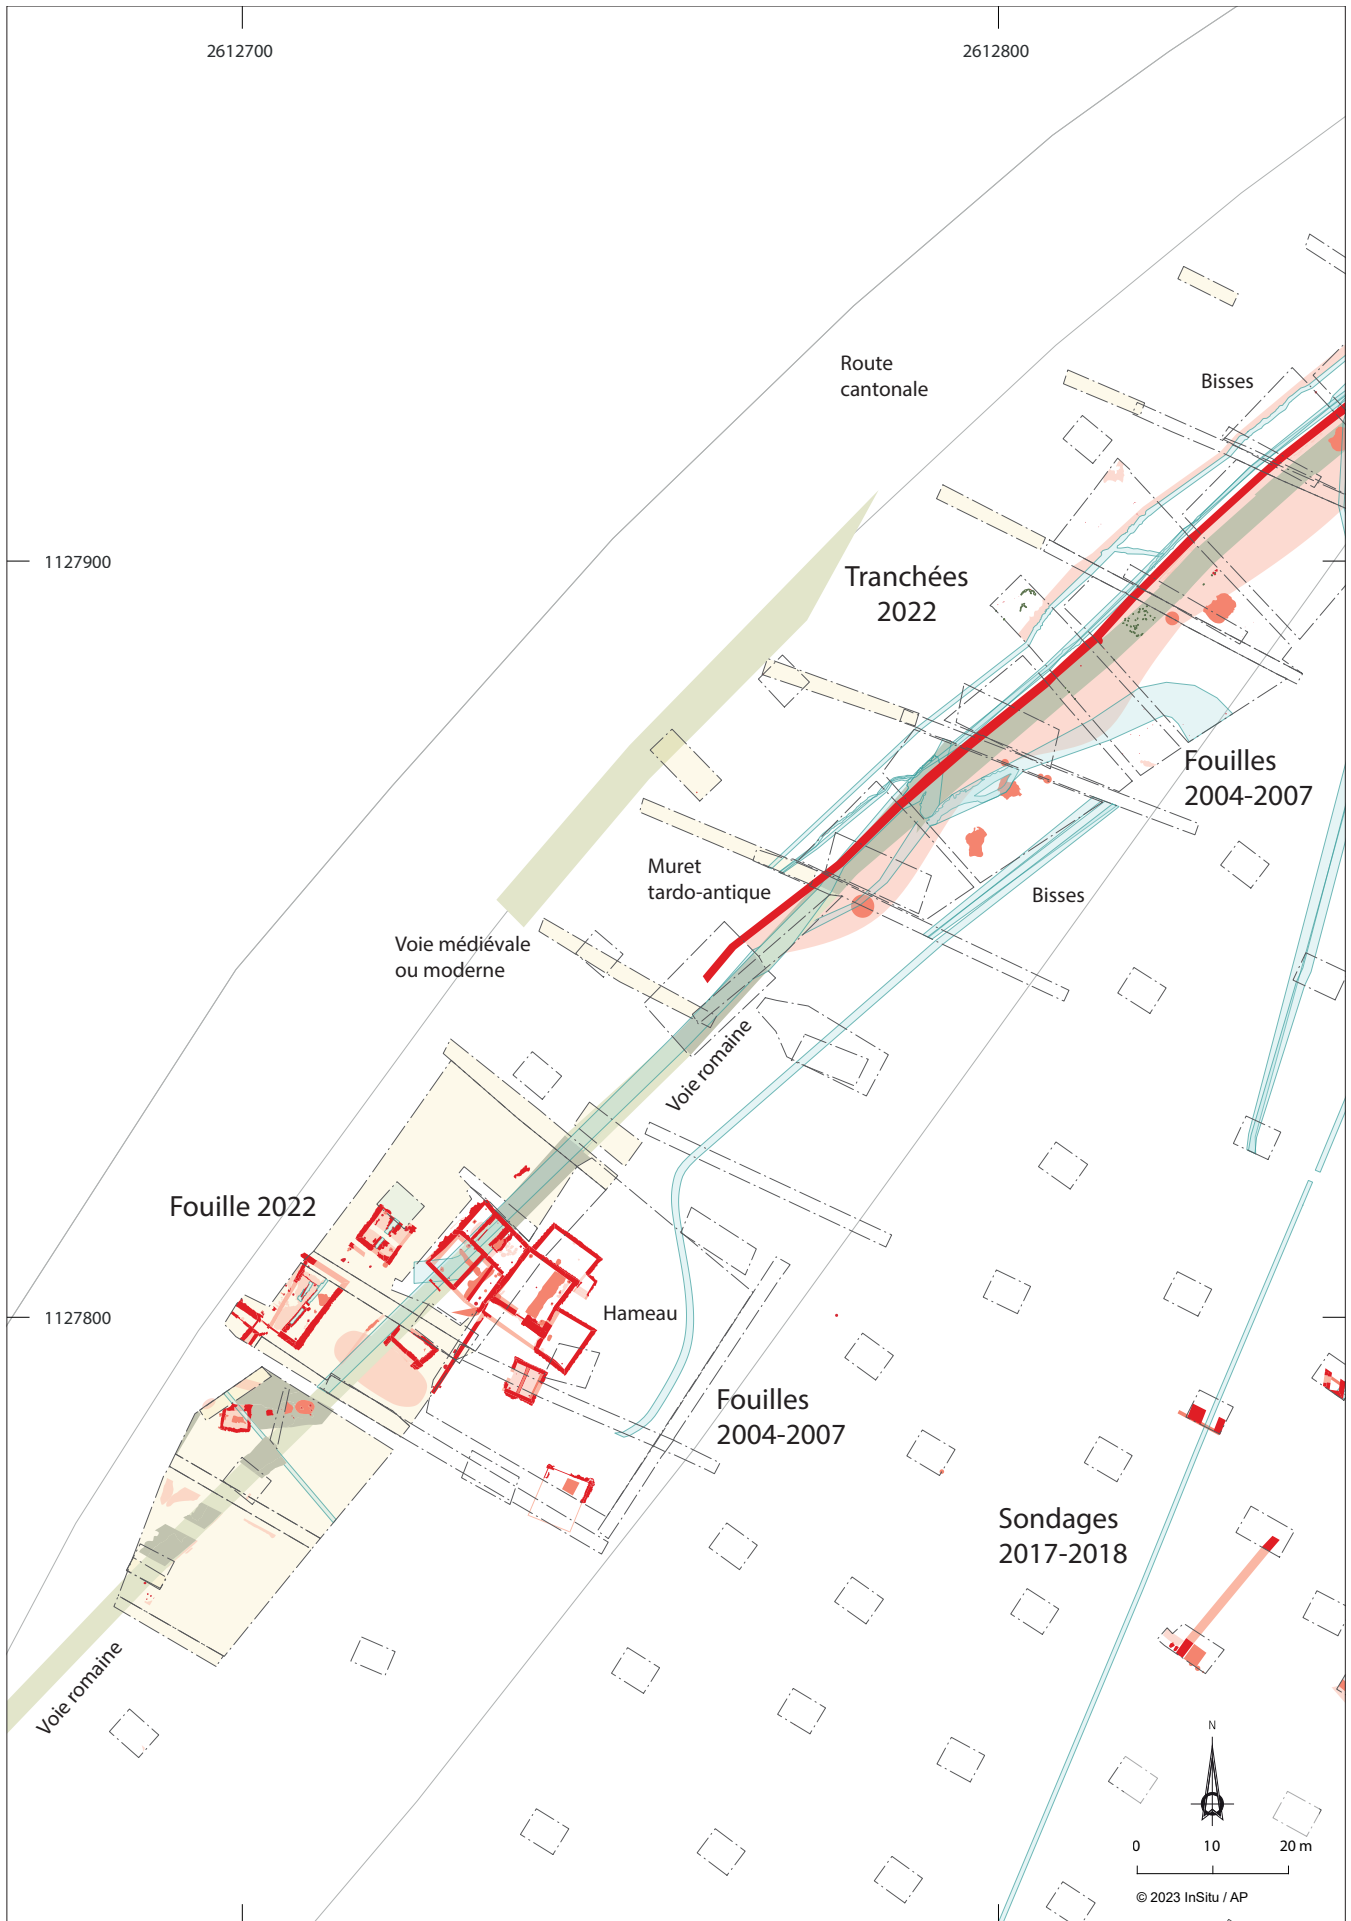 2612700
2612800
Route
cantonale
Bisses
1127900
Tranchées
2022
Fouilles
2004-2007
Muret
tardo-antique
Bisses
Voie médiévale
ou moderne
Voie romaine
Fouille 2022
1127800
Hameau
Fouilles
2004-2007
Sondages
2017-2018
Voie romaine
N
0 10 20 m
© 2023 InSitu / AP